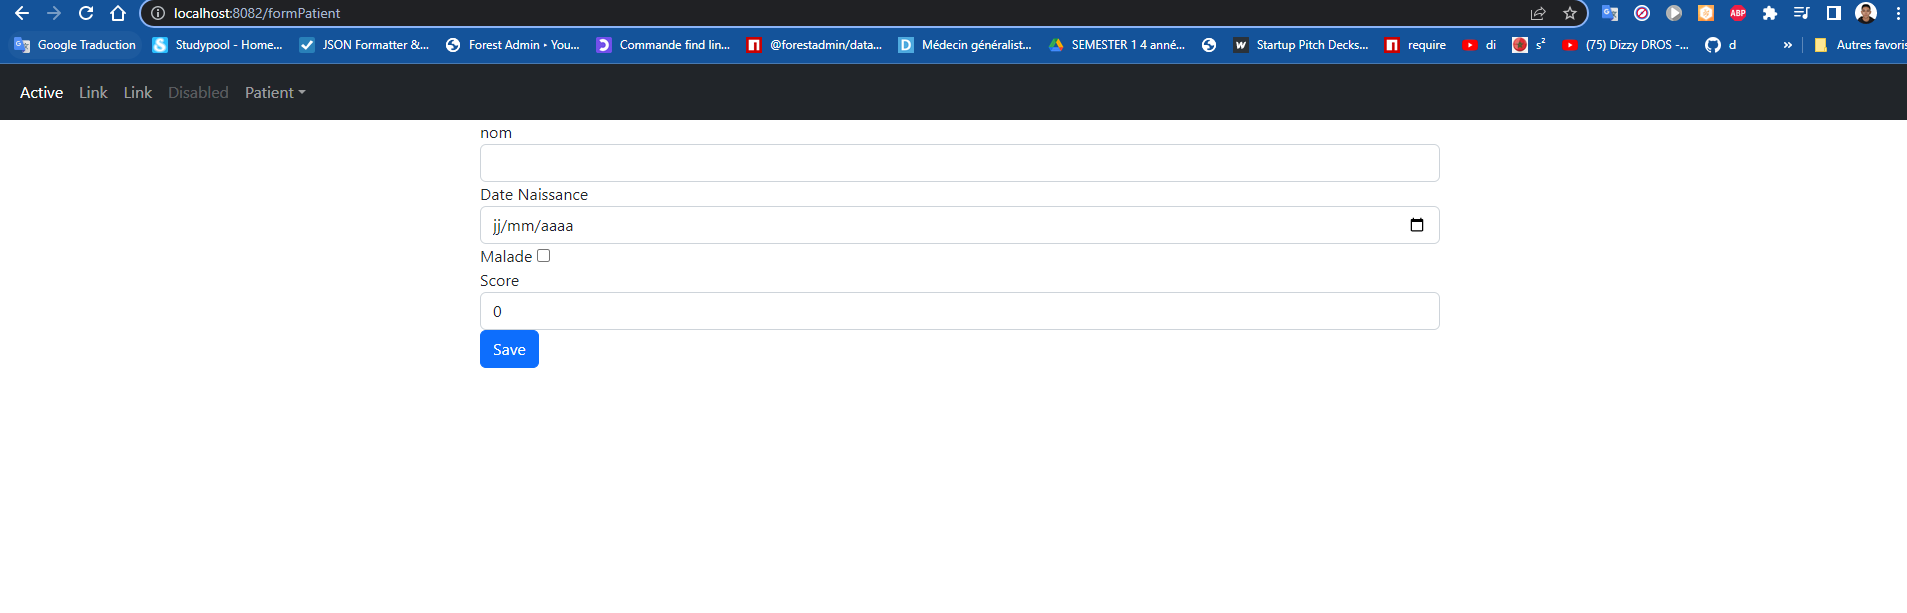 localhost:8082/formPatient ABP
Google Traduction Studypool - Home... JSON Formatter &... Forest Admin ‣ You... Commande find lin... @forestadmin/data... Médecin généralist... SEMESTER 1 4 anné... Startup Pitch Decks... require di s² (75) Dizzy DROS -... d » Autres favoris
Active Link Link Disabled Patient
nom
Date Naissance
jj/mm/aaaa
Malade
Score
0
Save